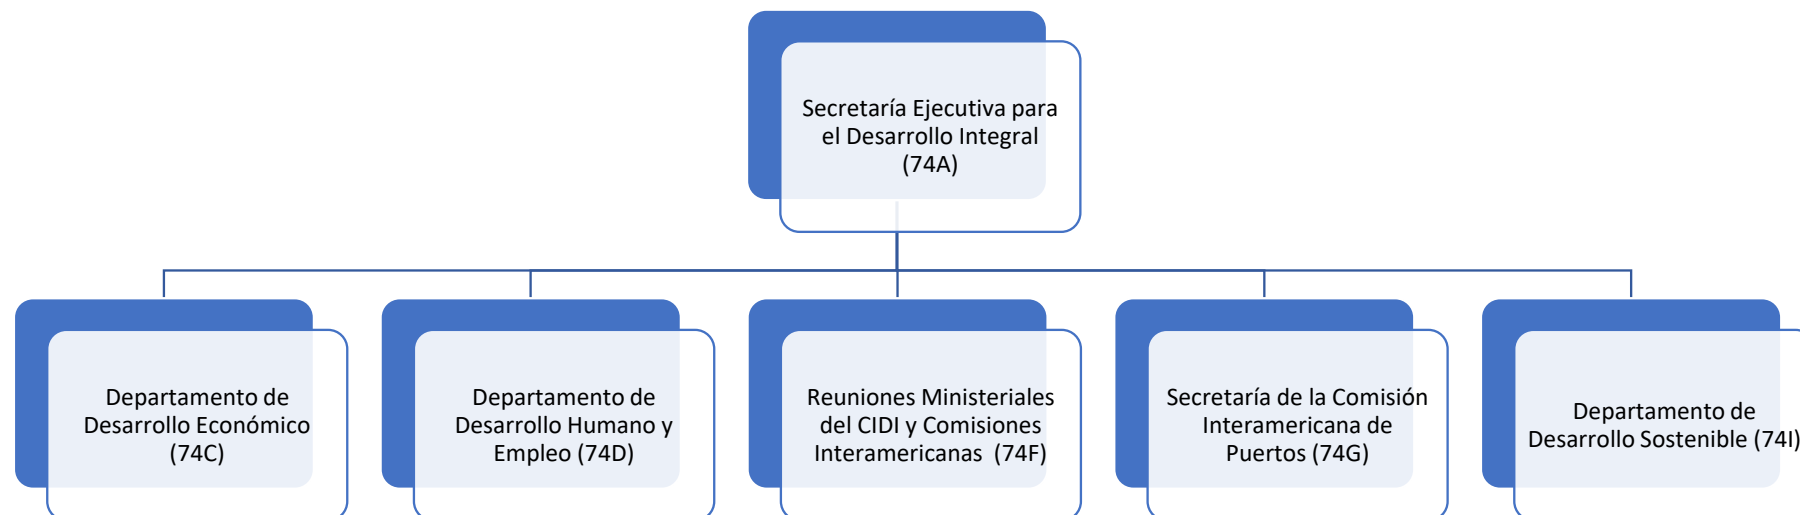 Secretaría Ejecutiva para
el Desarrollo Integral
(74A)
Departamento de
Desarrollo Económico
(74C)
Departamento de
Desarrollo Humano y
Empleo (74D)
Reuniones Ministeriales
del CIDI y Comisiones
Interamericanas (74F)
Secretaría de la Comisión
Interamericana de
Puertos (74G)
Departamento de
Desarrollo Sostenible (74I)